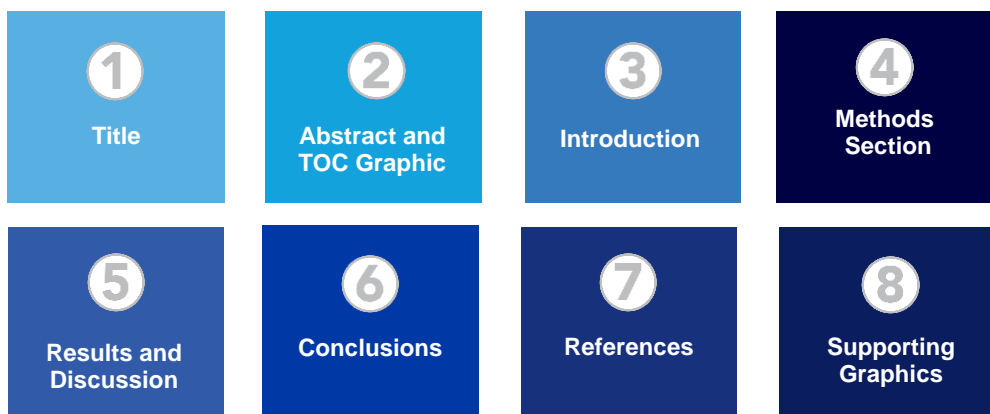 1
Title
2
Abstract and
TOC Graphic
3
Introduction
4
Methods
Section
5
Results and
Discussion
6
Conclusions
7
References
8
Supporting
Graphics